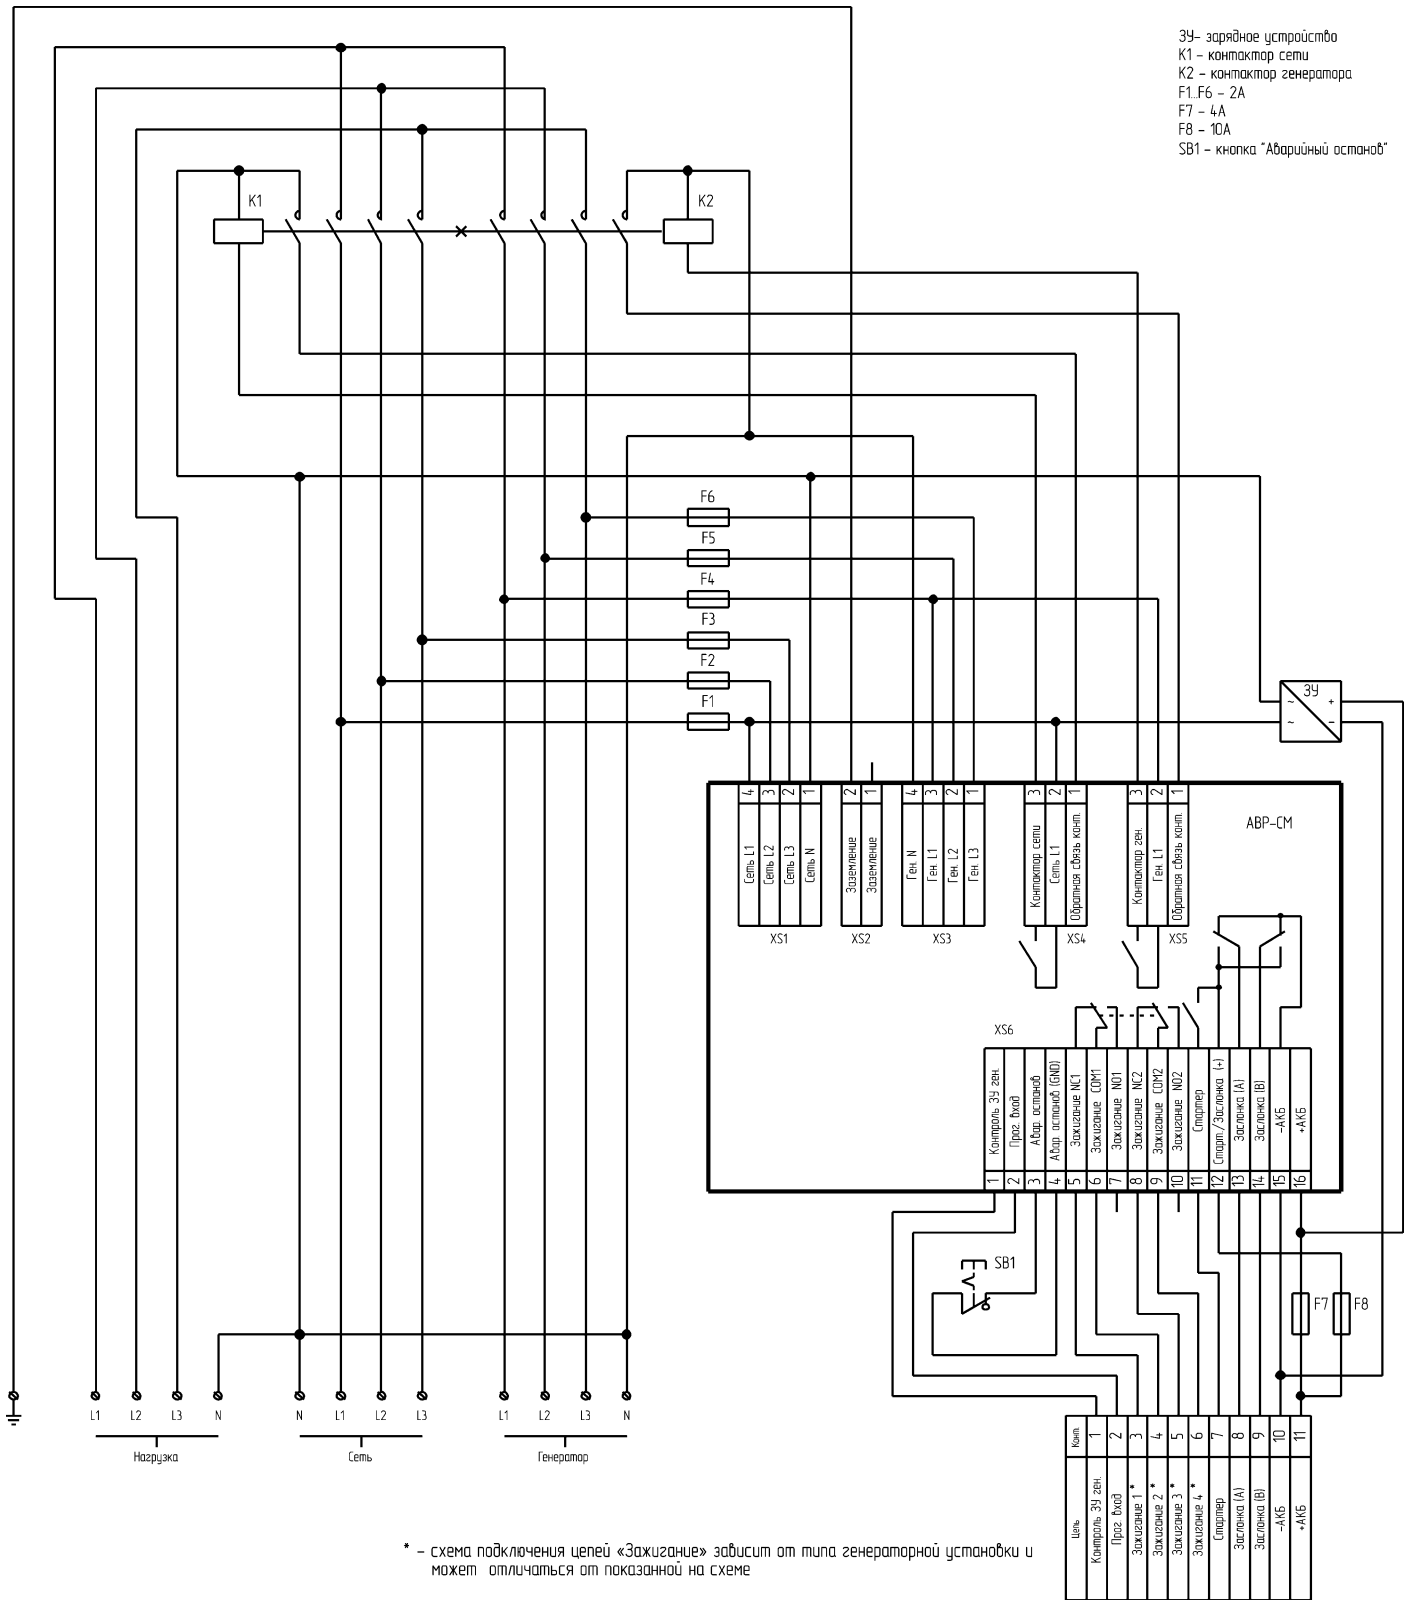 ЗУ- зарядное устройство
К1 - контактор сети
К2 - контактор генератора
F1...F6 - 2А
F7 - 4А
F8 - 10А
SB1 - кнопка "Аварийный останов"
К1
К2
F6
F5
F4
F3
F2
F1
ЗУ
~
+
~
-
АВР-СМ
4
3
2
1
2
1
4
3
2
1
3
2
1
3
2
1
Сеть L1
Сеть L2
Сеть L3
Сеть N
Заземление
Заземление
Ген. N
Ген. L1
Ген. L2
Ген. L3
Контактор сети
Сеть L1
Обратная связь конт.
Контактор ген.
Ген. L1
Обратная связь конт.
XS1
XS2
XS3
XS4
XS5
XS6
Контроль ЗУ ген.
Прог. вход
Авар. останов
Авар. останов (GND)
Зажигание NC1
Зажигание COM1
Зажигание NO1
Зажигание NC2
Зажигание COM2
Зажигание NO2
Стартер
Старт./Заслонка (+)
Заслонка (А)
Заслонка (В)
-АКБ
+АКБ
1
2
3
4
5
6
7
8
9
10
11
12
13
14
15
16
SB1
F7
F8
L1
L2
L3
N
N
L1
L2
L3
L1
L2
L3
N
Нагрузка
Сеть
Генератор
Конт.
1
2
3
4
5
6
7
8
9
10
11
Цепь
Контроль ЗУ ген.
Прог. вход
Зажигание 1 *
Зажигание 2 *
Зажигание 3 *
Зажигание 4 *
Стартер
Заслонка (А)
Заслонка (В)
-АКБ
+АКБ
* - схема подключения цепей «Зажигание» зависит от типа генераторной установки и
может отличаться от показанной на схеме